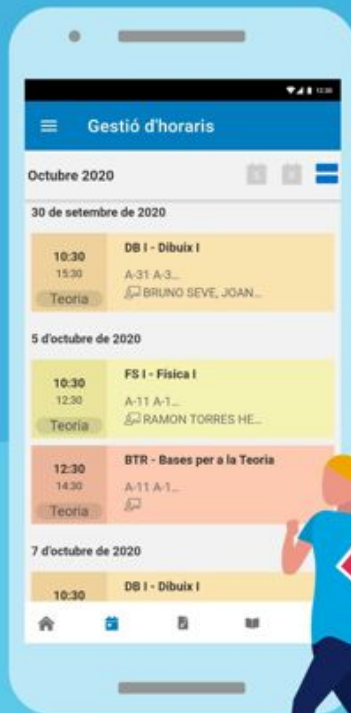 12:30
Gestió d'horaris
Octubre 2020
30 de setembre de 2020
DB I - Dibuix I
10:30
15:30
A-31 A-3...
Teoria
BRUNO SEVE, JOAN...
5 d'octubre de 2020
FS I - Física I
10:30
12:30
A-11 A-1...
Teoria
RAMON TORRES HE...
BTR - Bases per a la Teoria
12:30
14:30
A-11 A-1...
Teoria
7 d'octubre de 2020
DB I - Dibuix I
10:30